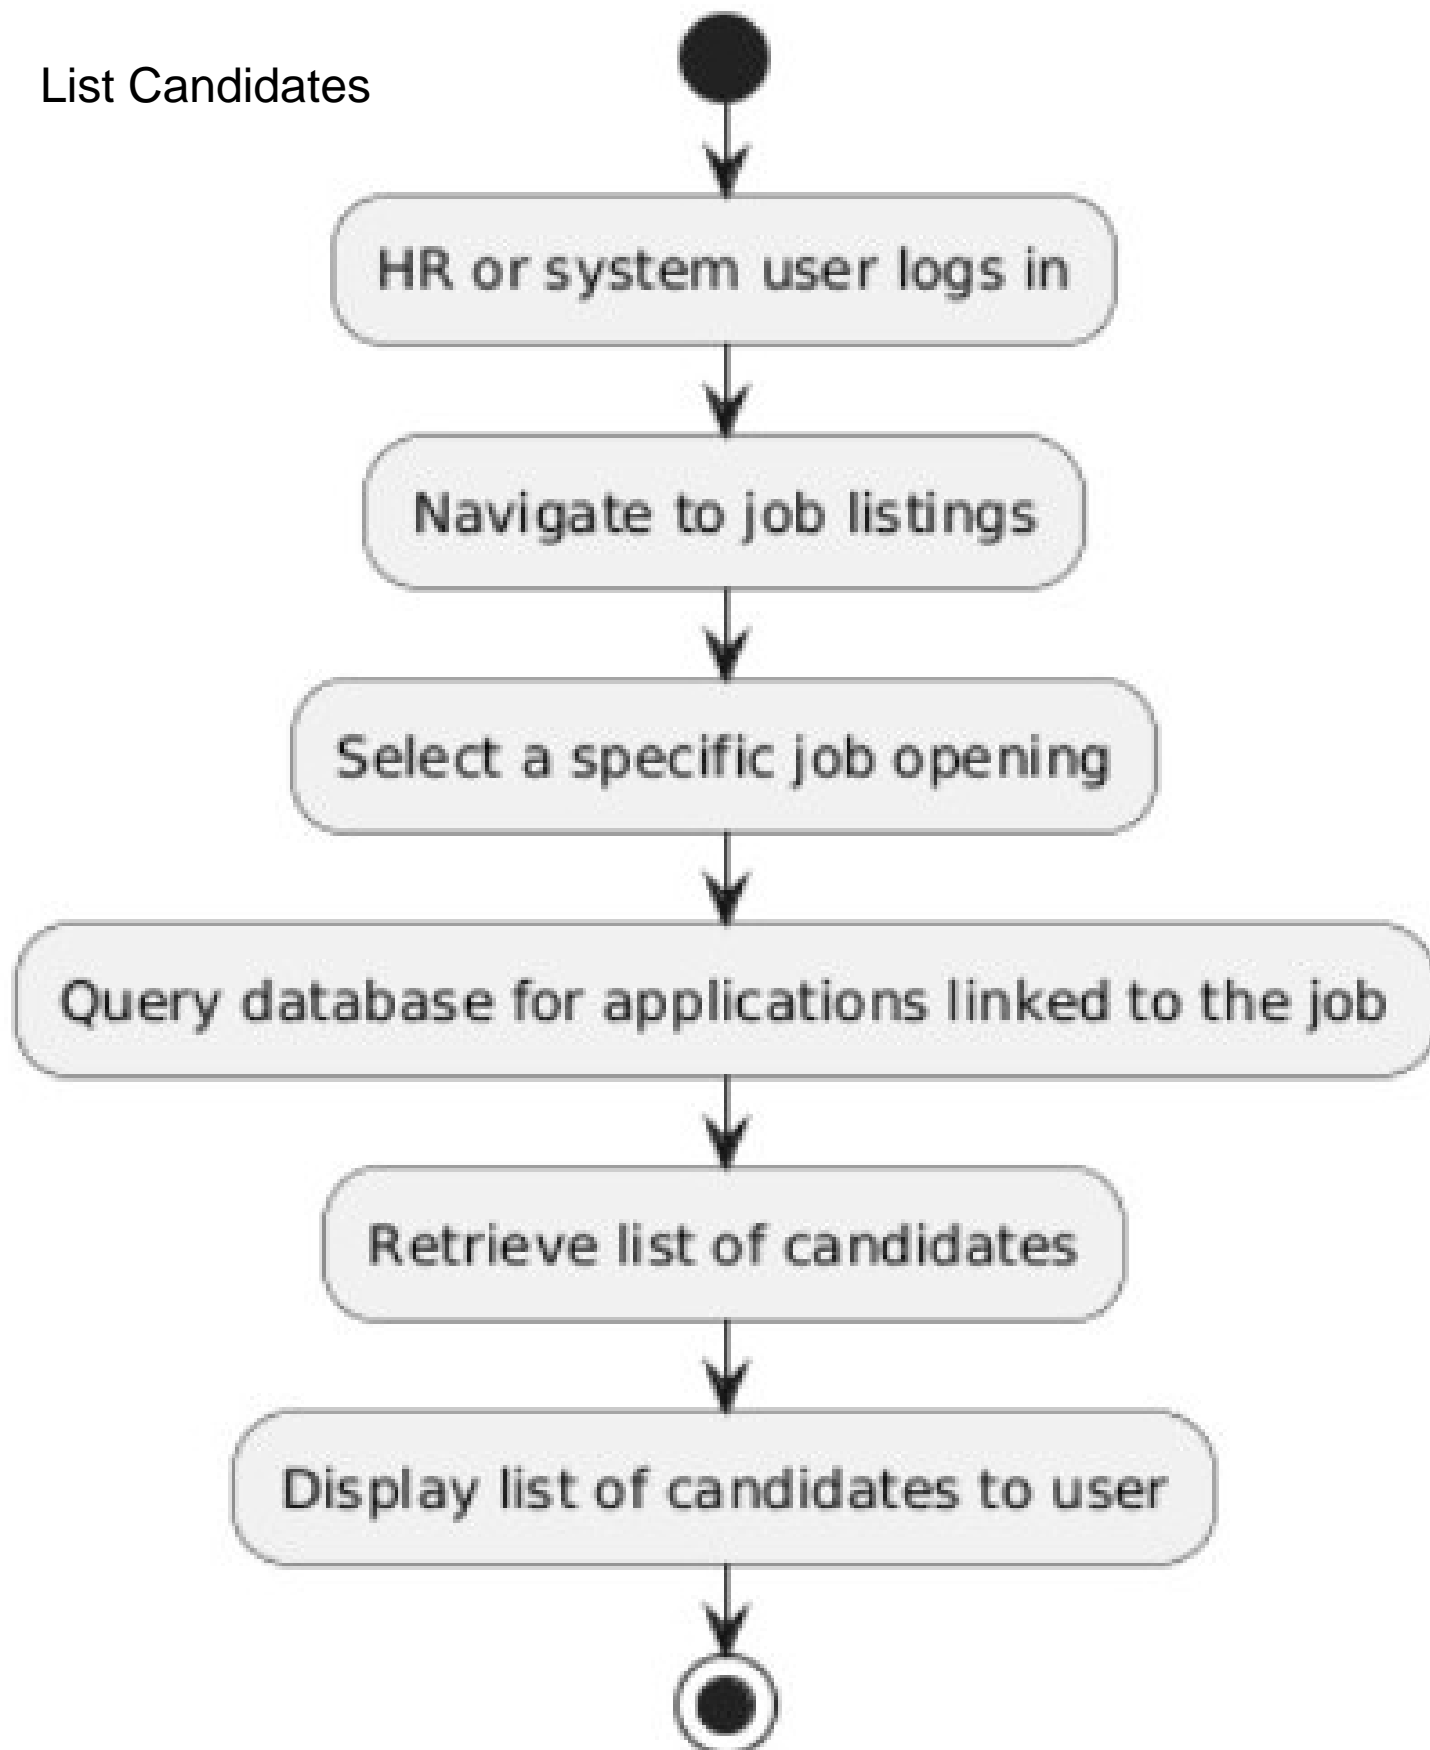 List Candidates
HR or system user logs in
Navigate to job listings
Select a specific job opening
Query database for applications linked to the job
Retrieve list of candidates
Display list of candidates to user